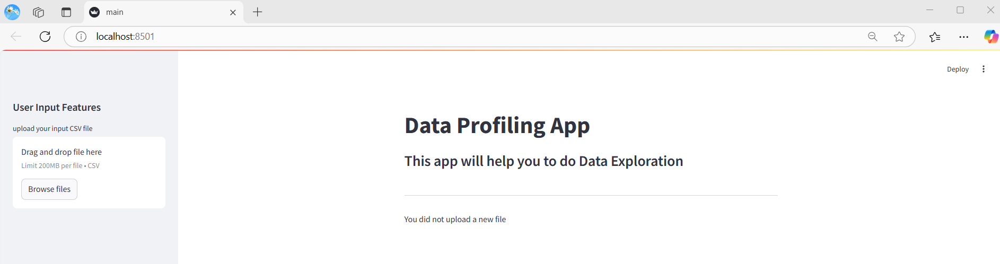 main
localhost:8501
Deploy
User Input Features
upload your input CSV file
Drag and drop file here
Limit 200MB per file • CSV
Browse files
Data Profiling App
This app will help you to do Data Exploration
You did not upload a new file